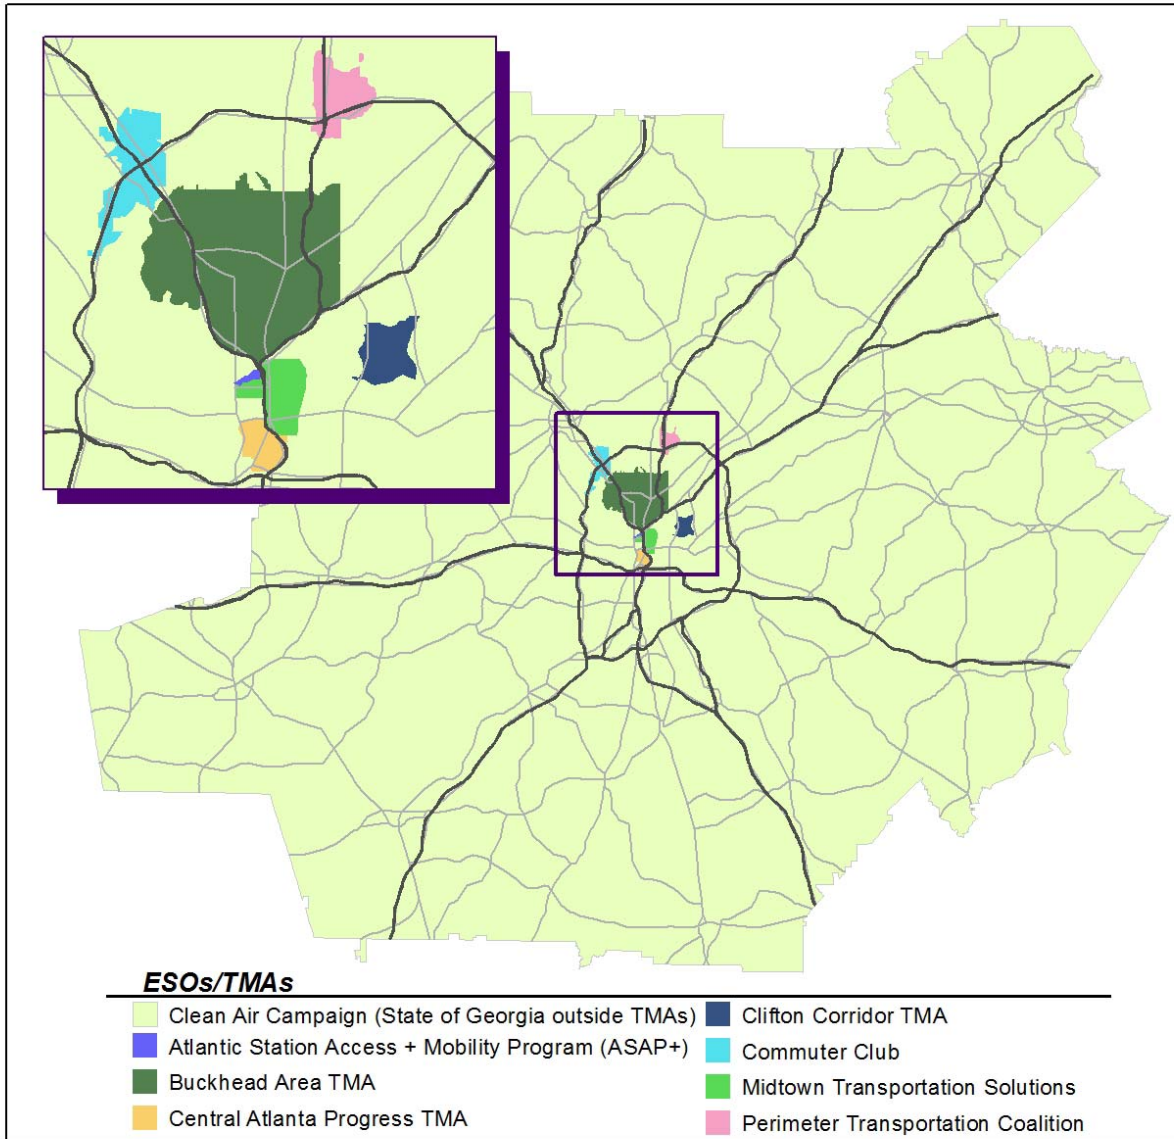 ESOs/TMAs
Clean Air Campaign (State of Georgia outside TMAs)
Atlantic Station Access + Mobility Program (ASAP+)
Buckhead Area TMA
Central Atlanta Progress TMA
Clifton Corridor TMA
Commuter Club
Midtown Transportation Solutions
Perimeter Transportation Coalition